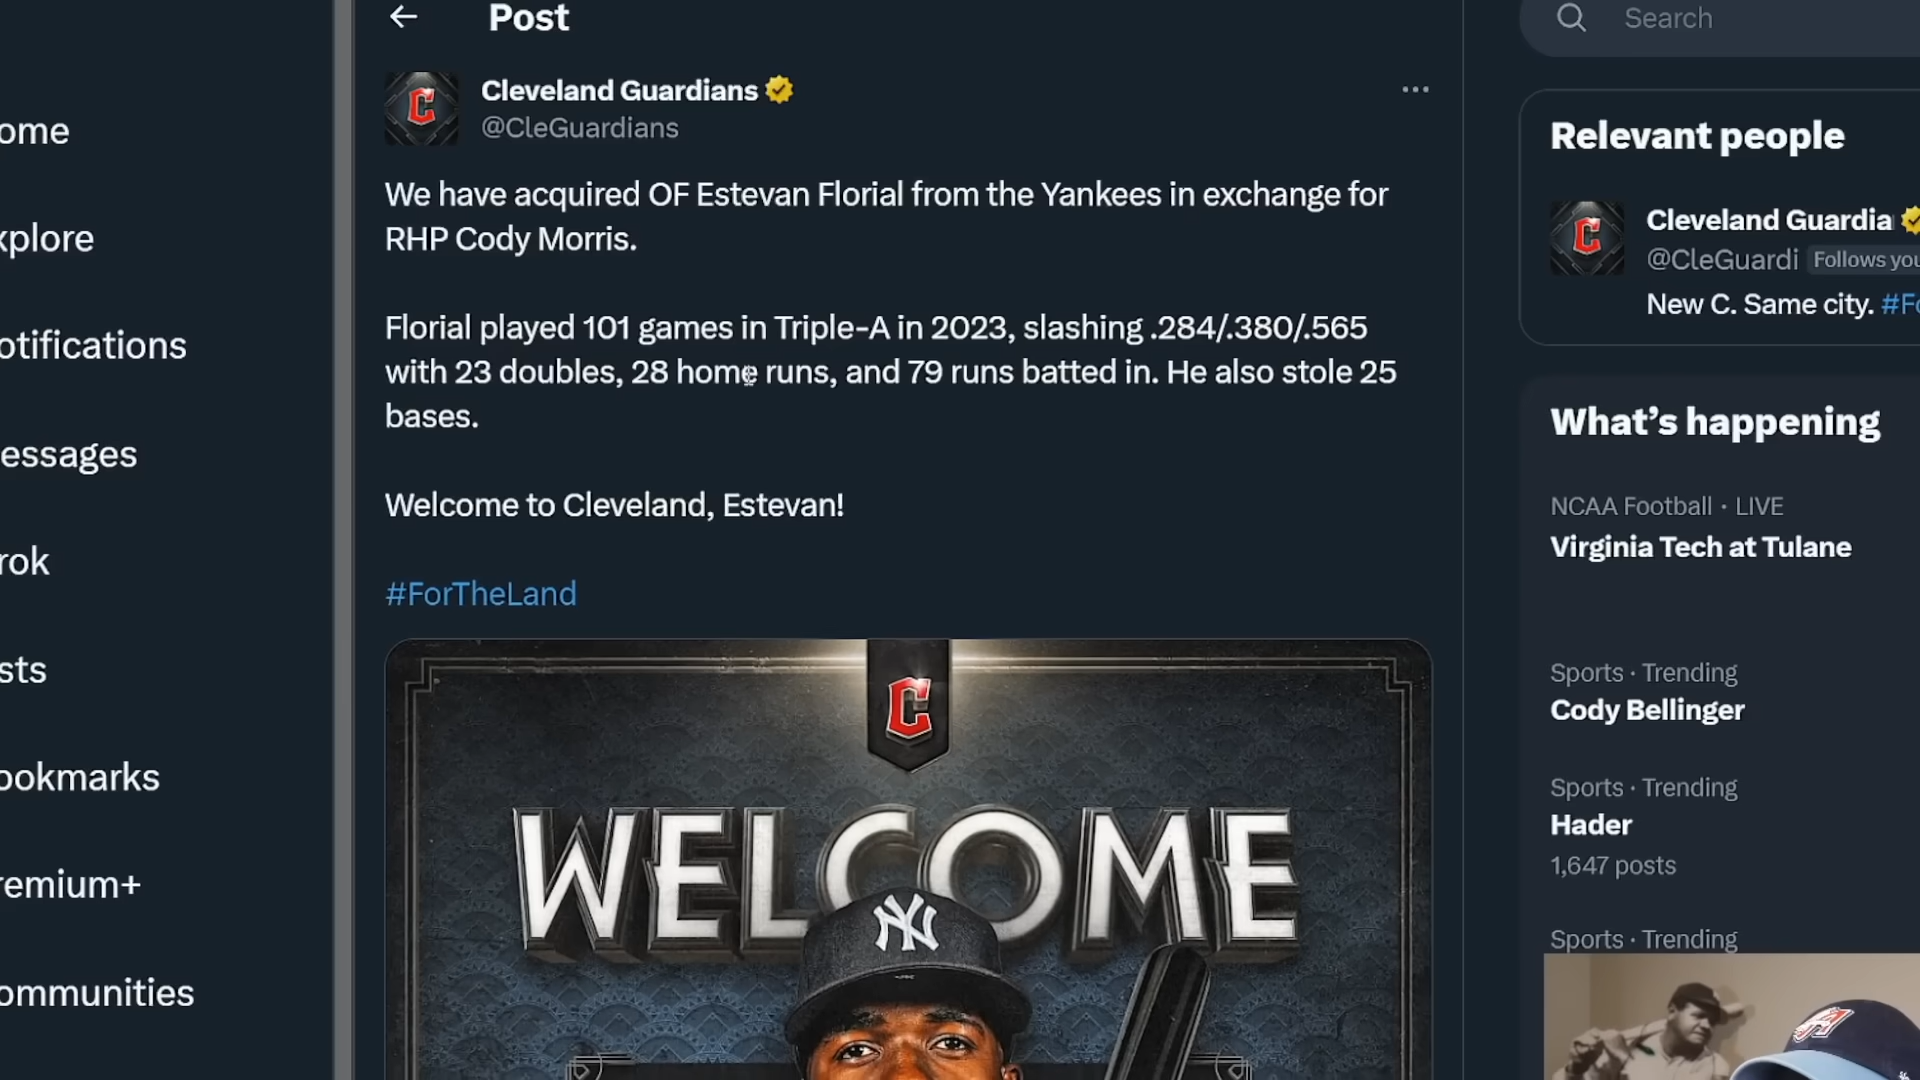 Post
Search
Cleveland Guardians
@CleGuardians
We have acquired OF Estevan Florial from the Yankees in exchange for
RHP Cody Morris.
Florial played 101 games in Triple-A in 2023, slashing .284/.380/.565
with 23 doubles, 28 home runs, and 79 runs batted in. He also stole 25
bases.
Welcome to Cleveland, Estevan!
#ForTheLand
C
WELCOME
NY
ome
xplore
otifications
essages
rok
sts
ookmarks
remium+
ommunities
Relevant people
Cleveland Guardia
@CleGuardi Follows you
New C. Same city. #Fo
What's happening
NCAA Football · LIVE
Virginia Tech at Tulane
Sports · Trending
Cody Bellinger
Sports · Trending
Hader
1,647 posts
Sports · Trending
A